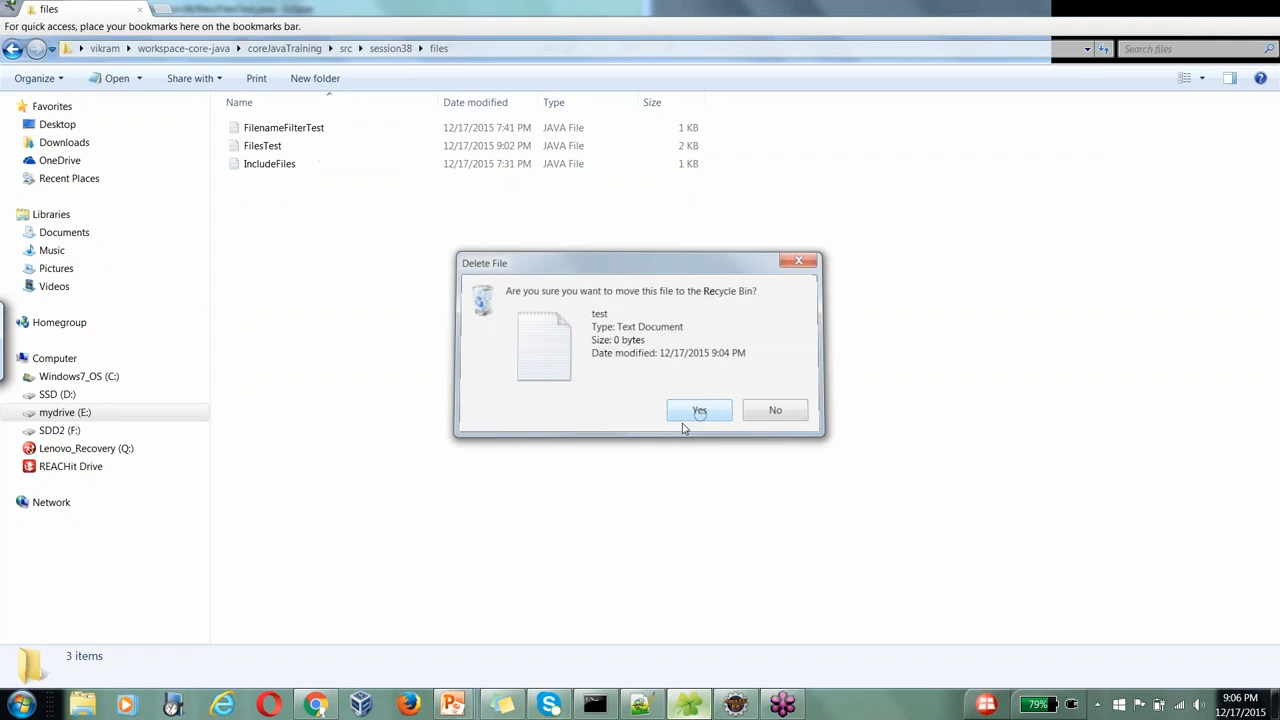 files
For quick access, place your bookmarks here on the bookmarks bar.
vikram workspace-core-java coreJavaTraining src session38 files
Search files
Organize Open Share with Print New folder
Name Date modified Type Size
FilenameFilterTest 12/17/2015 7:41 PM JAVA File 1 KB
FilesTest 12/17/2015 9:02 PM JAVA File 2 KB
IncludeFiles 12/17/2015 7:31 PM JAVA File 1 KB
Favorites
Desktop
Downloads
OneDrive
Recent Places
Libraries
Documents
Music
Pictures
Videos
Homegroup
Computer
Windows7_OS (C:)
SSD (D:)
mydrive (E:)
SDD2 (F:)
Lenovo_Recovery (Q:)
REACHit Drive
Network
Delete File
Are you sure you want to move this file to the Recycle Bin?
test
Type: Text Document
Size: 0 bytes
Date modified: 12/17/2015 9:04 PM
Yes No
3 items
79%
9:06 PM
12/17/2015